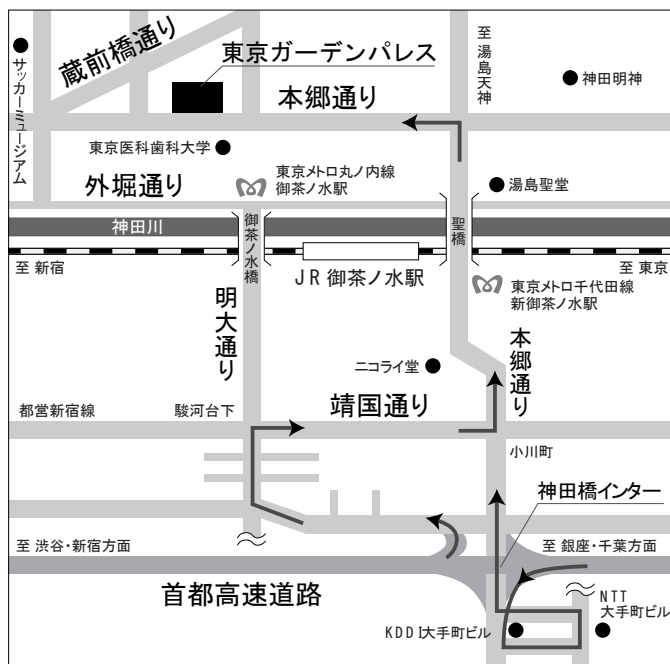 蔵前橋通り
東京ガーデンパレス
本郷通り
至 湯島天神
神田明神
サッカーミュージアム
東京医科歯科大学
東京メトロ丸ノ内線
御茶ノ水駅
外堀通り
湯島聖堂
神田川
御茶ノ水橋
聖橋
至 新宿
JR 御茶ノ水駅
至 東京
東京メトロ千代田線
新御茶ノ水駅
明大通り
本郷通り
ニコライ堂
都営新宿線
駿河台下
靖国通り
小川町
神田橋インター
至 渋谷・新宿方面
至 銀座・千葉方面
首都高速道路
NTT
大手町ビル
KDDI大手町ビル